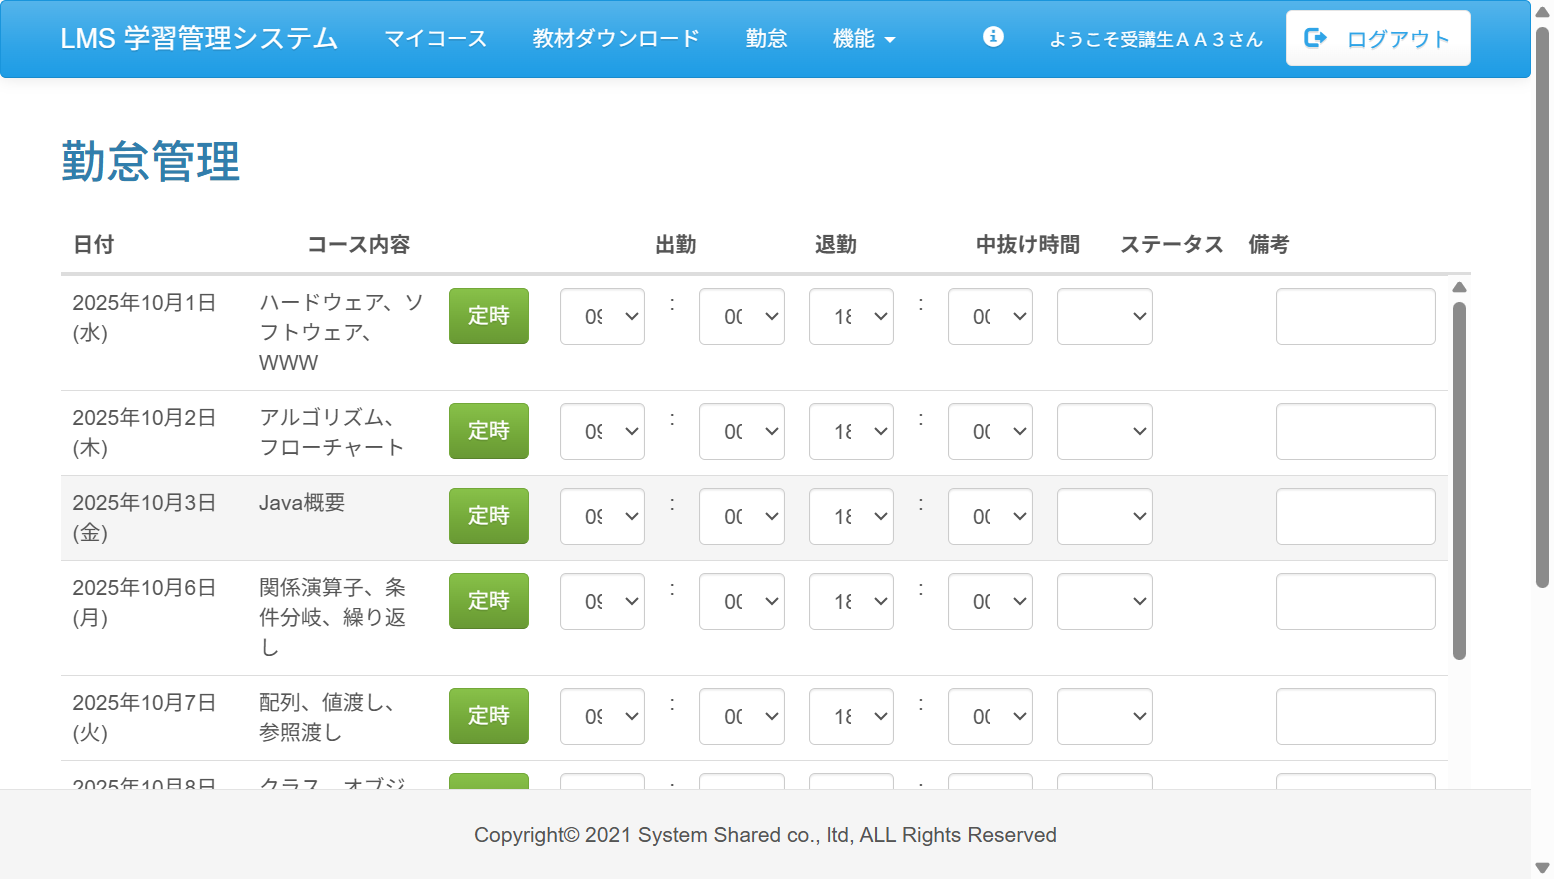 LMS 学習管理システム マイコース 教材ダウンロード 勤怠 機能 ようこそ受講生ＡＡ３さん ログアウト
勤怠管理
日付 コース内容 出勤 退勤 中抜け時間 ステータス 備考
2025年10月1日(水) ハードウェア、ソフトウェア、WWW 定時 09 : 00 18 : 00
2025年10月2日(木) アルゴリズム、フローチャート 定時 09 : 00 18 : 00
2025年10月3日(金) Java概要 定時 09 : 00 18 : 00
2025年10月6日(月) 関係演算子、条件分岐、繰り返し 定時 09 : 00 18 : 00
2025年10月7日(火) 配列、値渡し、参照渡し 定時 09 : 00 18 : 00
2025年10月8日 クラス、オブジ : :
Copyright© 2021 System Shared co., ltd, ALL Rights Reserved